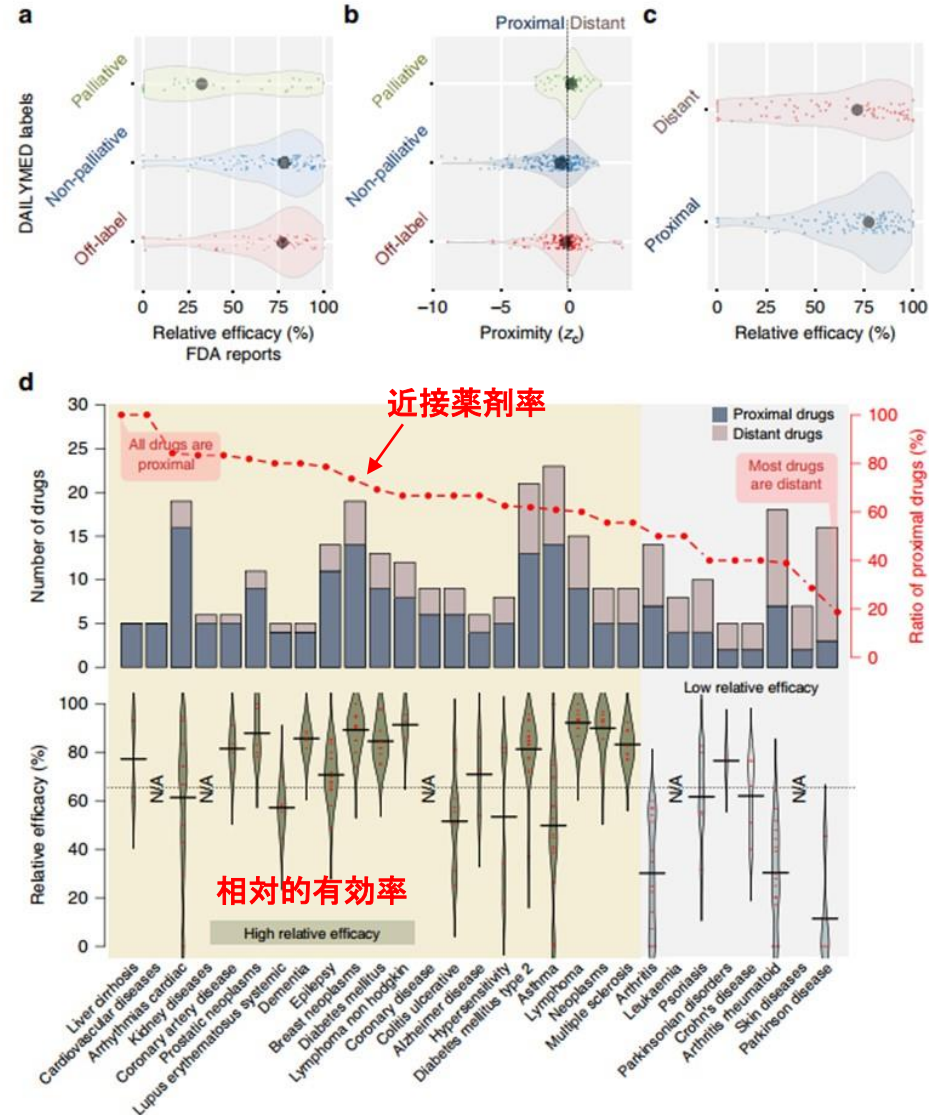 a
DAILYMED labels
Palliative
Non-palliative
Off-label
0 25 50 75 100
Relative efficacy (%)
FDA reports
b
Proximal Distant
Palliative
Non-palliative
Off-label
−10 −5 0
Proximity (zc)
c
Distant
Proximal
0 25 50 75 100
Relative efficacy (%)
d
近接薬剤率
Number of drugs
30
25
20
15
10
5
0
All drugs are
proximal
Proximal drugs
Distant drugs
Most drugs
are distant
100
80
60
40
20
0
Ratio of proximal drugs (%)
Low relative efficacy
Relative efficacy (%)
100
80
60
40
20
0
N/A
N/A
N/A
N/A
N/A
相対的有効率
High relative efficacy
Liver cirrhosis
Cardiovascular diseases
Arrhythmias cardiac
Kidney diseases
Coronary artery disease
Prostatic neoplasms
Lupus erythematosus systemic
Dementia
Epilepsy
Breast neoplasms
Diabetes mellitus
Lymphoma non hodgkin
Coronary disease
Colitis ulcerative
Alzheimer disease
Hypersensitivity
Diabetes mellitus type 2
Asthma
Lymphoma
Neoplasms
Multiple sclerosis
Arthritis
Leukaemia
Psoriasis
Parkinsonian disorders
Crohn's disease
Arthritis rheumatoid
Skin diseases
Parkinson disease